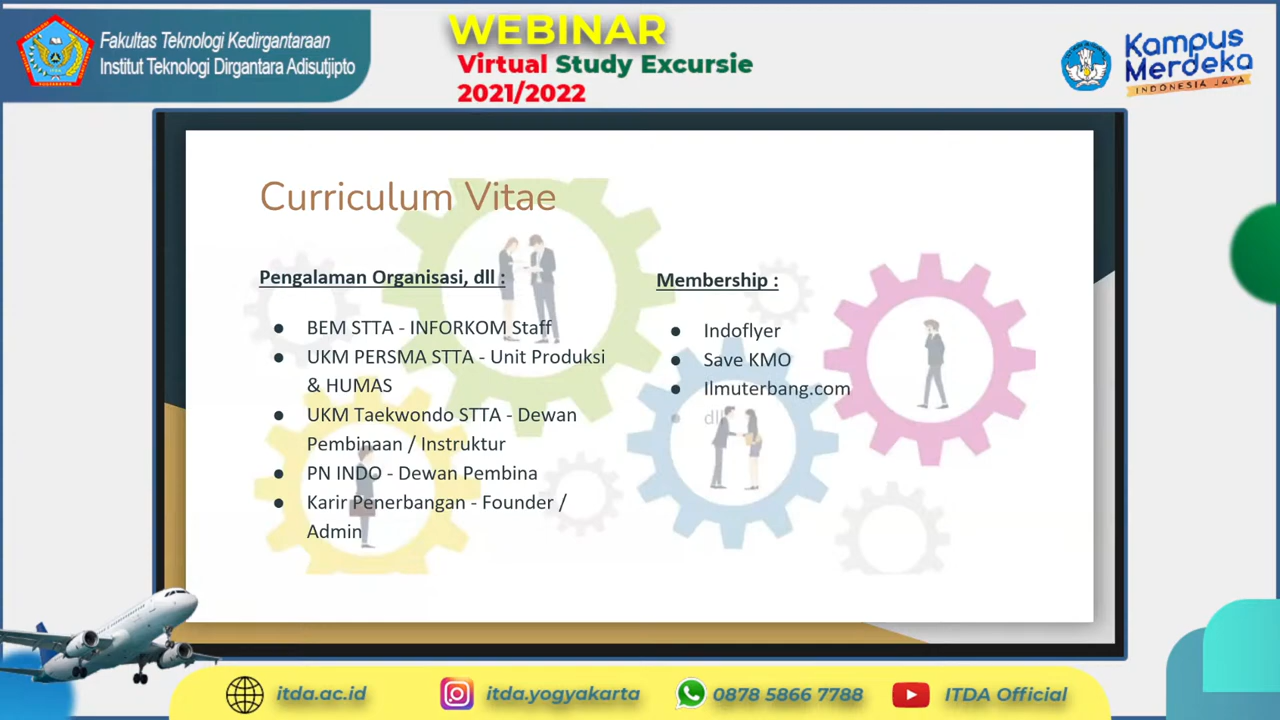 Fakultas Teknologi Kedirgantaraan
Institut Teknologi Dirgantara Adisutjipto
WEBINAR
Virtual Study Excursie
2021/2022
Kampus
Merdeka
INDONESIA JAYA
Curriculum Vitae
Pengalaman Organisasi, dll :
● BEM STTA - INFORKOM Staff
● UKM PERSMA STTA - Unit Produksi
& HUMAS
● UKM Taekwondo STTA - Dewan
Pembinaan / Instruktur
● PN INDO - Dewan Pembina
● Karir Penerbangan - Founder /
Admin
Membership :
● Indoflyer
● Save KMO
● Ilmuterbang.com
● dll
itda.ac.id
itda.yogyakarta
0878 5866 7788
ITDA Official